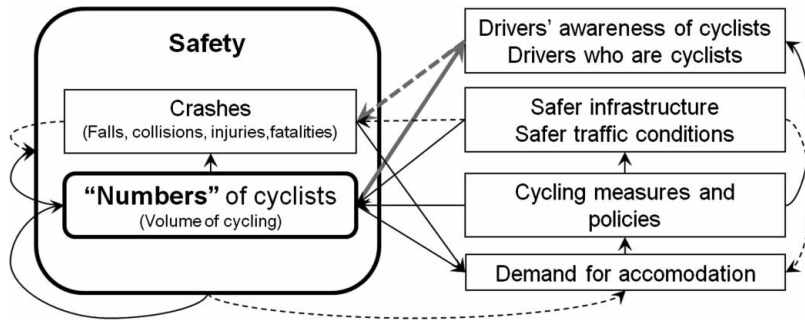 Safety
Crashes
(Falls, collisions, injuries,fatalities)
“Numbers” of cyclists
(Volume of cycling)
Drivers’ awareness of cyclists
Drivers who are cyclists
Safer infrastructure
Safer traffic conditions
Cycling measures and
policies
Demand for accomodation